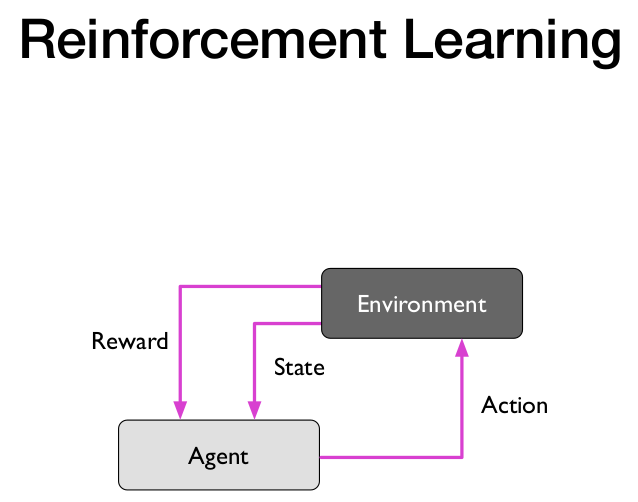 Reinforcement Learning
Environment
Reward
State
Action
Agent